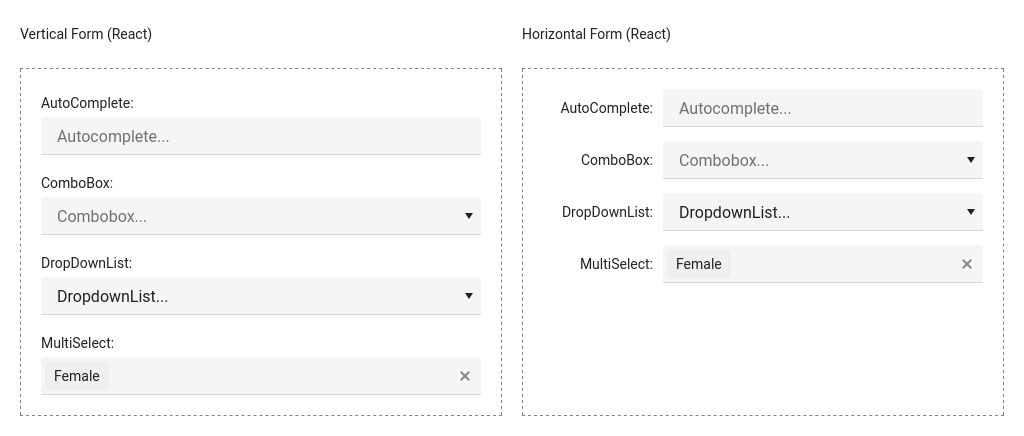 Vertical Form (React)
AutoComplete:
Autocomplete...
ComboBox:
Combobox...
DropDownList:
DropdownList...
MultiSelect:
Female
Horizontal Form (React)
AutoComplete: Autocomplete...
ComboBox: Combobox...
DropDownList: DropdownList...
MultiSelect: Female